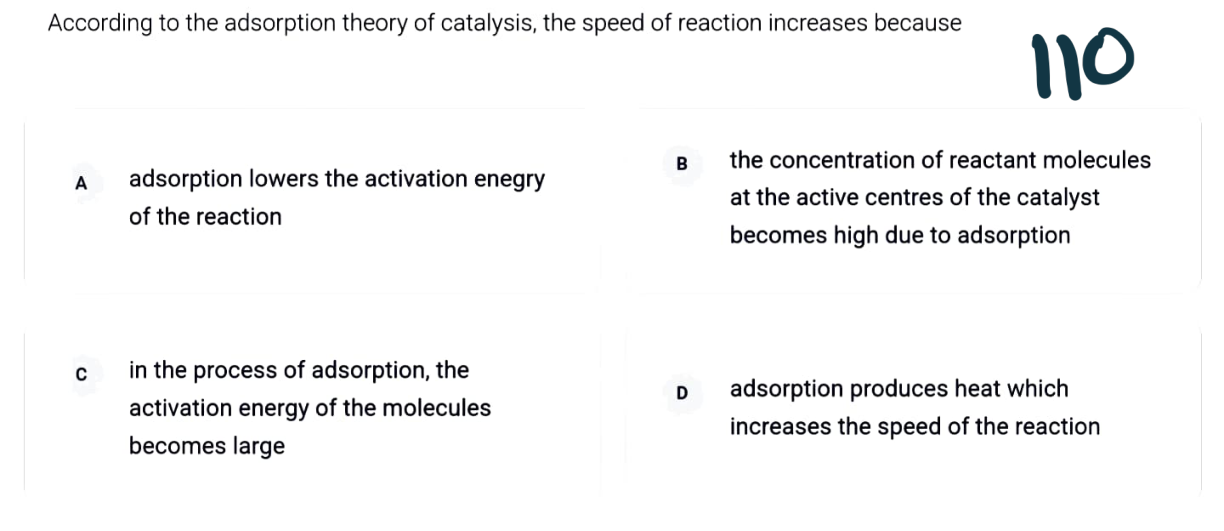 According to the adsorption theory of catalysis, the speed of reaction increases because
110
A adsorption lowers the activation enegry
of the reaction
B the concentration of reactant molecules
at the active centres of the catalyst
becomes high due to adsorption
C in the process of adsorption, the
activation energy of the molecules
becomes large
D adsorption produces heat which
increases the speed of the reaction